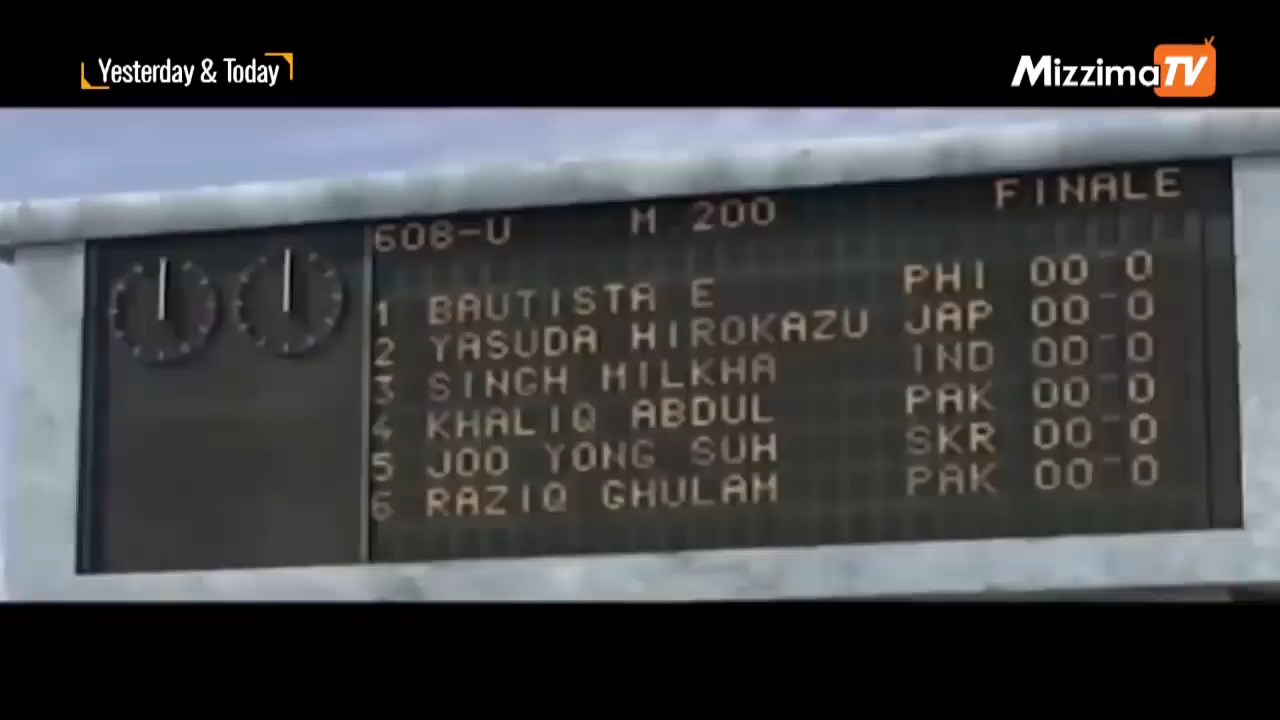 Yesterday & Today
Mizzima TV
608-U M.200 FINALE
1 BAUTISTA E PHI 00-0
2 YASUDA HIROKAZU JAP 00-0
3 SINGH MILKHA IND 00-0
4 KHALIQ ABDUL PAK 00-0
5 JOO YONG SUH SKR 00-0
6 RAZIQ GHULAM PAK 00-0